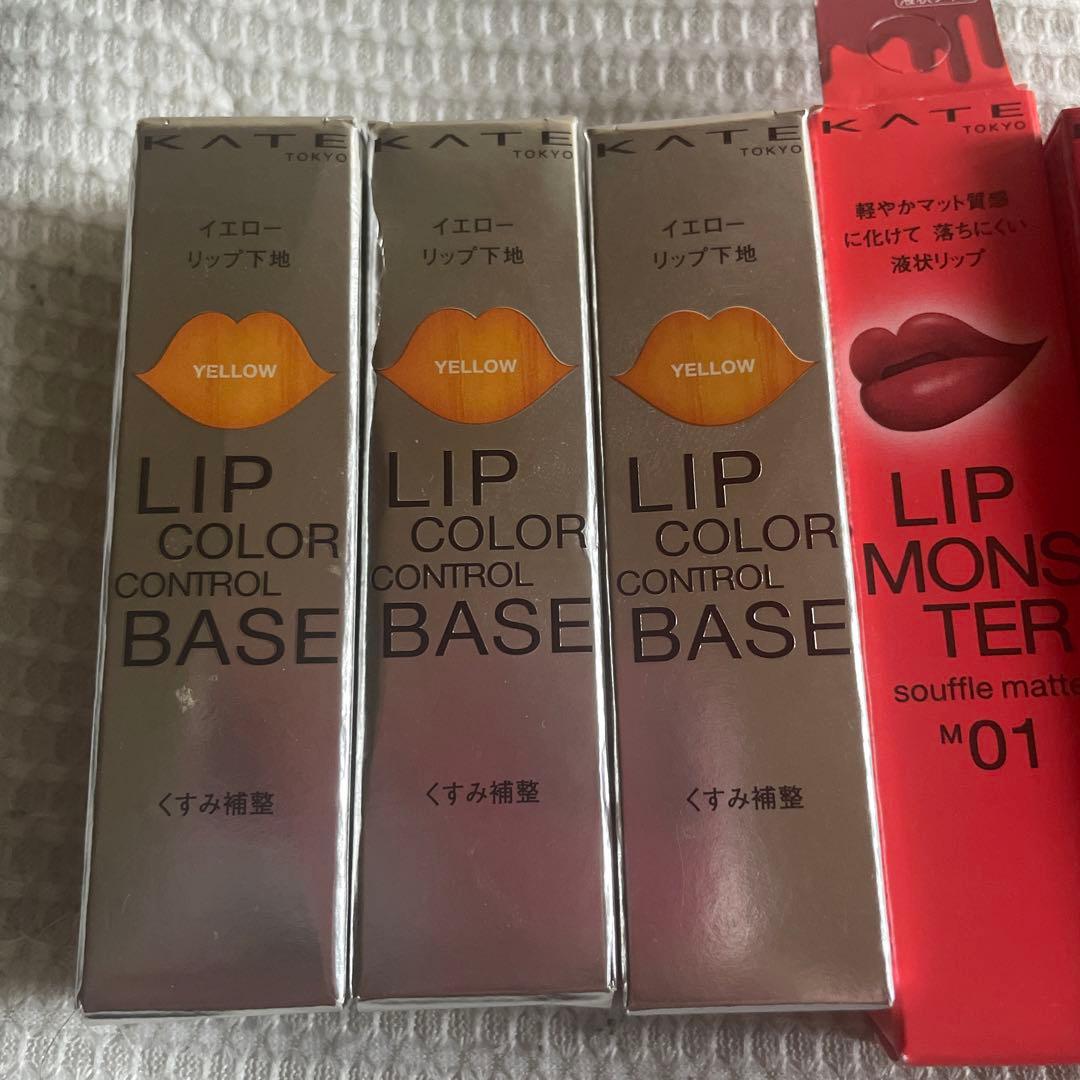 KATE
TOKYO
イエロー
リップ下地
YELLOW
LIP
COLOR
CONTROL
BASE
くすみ補整
KATE
TOKYO
イエロー
リップ下地
YELLOW
LIP
COLOR
CONTROL
BASE
くすみ補整
KATE
TOKYO
イエロー
リップ下地
YELLOW
LIP
COLOR
CONTROL
BASE
くすみ補整
KATE
TOKYO
軽やかマット質感
に化けて 落ちにくい
液状リップ
LIP
MONS
TER
souffle matte
M01